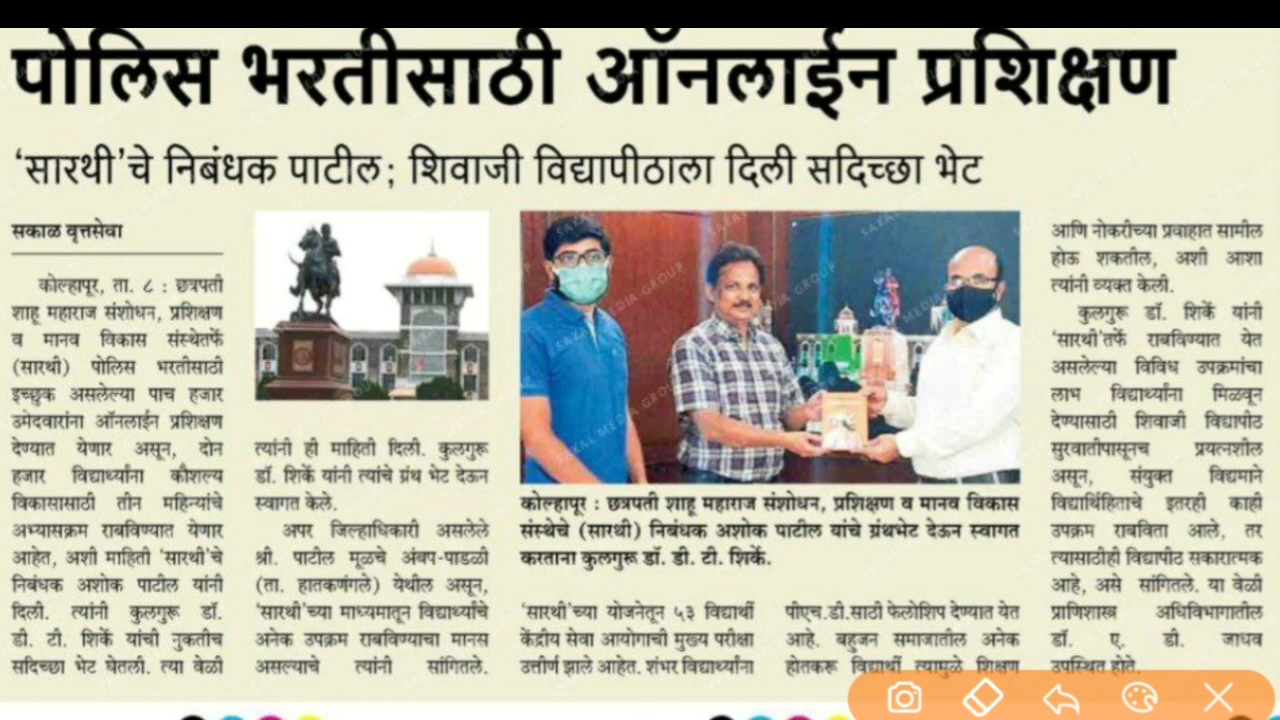 पोलिस भरतीसाठी ऑनलाईन प्रशिक्षण
‘सारथी’चे निबंधक पाटील; शिवाजी विद्यापीठाला दिली सदिच्छा भेट
सकाळ वृत्तसेवा
कोल्हापूर, ता. ८ : छत्रपती
शाहू महाराज संशोधन, प्रशिक्षण
व मानव विकास संस्थेतर्फे
(सारथी) पोलिस भरतीसाठी
इच्छुक असलेल्या पाच हजार
उमेदवारांना ऑनलाईन प्रशिक्षण
देण्यात येणार असून, दोन
हजार विद्यार्थ्यांना कौशल्य
विकासासाठी तीन महिन्यांचे
अभ्यासक्रम राबविण्यात येणार
आहेत, अशी माहिती ‘सारथी’चे
निबंधक अशोक पाटील यांनी
दिली. त्यांनी कुलगुरू डॉ.
डी. टी. शिर्के यांची नुकतीच
सदिच्छा भेट घेतली. त्या वेळी
त्यांनी ही माहिती दिली. कुलगुरू
डॉ. शिर्के यांनी त्यांचे ग्रंथ भेट देऊन
स्वागत केले.
अपर जिल्हाधिकारी असलेले
श्री. पाटील मूळचे अंबप-पाडळी
(ता. हातकणंगले) येथील असून,
‘सारथी’च्या माध्यमातून विद्यार्थ्यांचे
अनेक उपक्रम राबविण्याचा मानस
असल्याचे त्यांनी सांगितले.
कोल्हापूर : छत्रपती शाहू महाराज संशोधन, प्रशिक्षण व मानव विकास
संस्थेचे (सारथी) निबंधक अशोक पाटील यांचे ग्रंथभेट देऊन स्वागत
करताना कुलगुरू डॉ. डी. टी. शिर्के.
‘सारथी’च्या योजनेतून ५३ विद्यार्थी
केंद्रीय सेवा आयोगाची मुख्य परीक्षा
उत्तीर्ण झाले आहेत. शंभर विद्यार्थ्यांना
पीएच.डी.साठी फेलोशिप देण्यात येत
आहे. बहुजन समाजातील अनेक
होतकरू विद्यार्थी त्यामुळे शिक्षण
आणि नोकरीच्या प्रवाहात सामील
होऊ शकतील, अशी आशा
त्यांनी व्यक्त केली.
कुलगुरू डॉ. शिर्के यांनी
‘सारथी’तर्फे राबविण्यात येत
असलेल्या विविध उपक्रमांचा
लाभ विद्यार्थ्यांना मिळवून
देण्यासाठी शिवाजी विद्यापीठ
सुरवातीपासूनच प्रयत्नशील
असून, संयुक्त विद्यमाने
विद्यार्थिहिताचे इतरही काही
उपक्रम राबविता आले, तर
त्यासाठीही विद्यापीठ सकारात्मक
आहे, असे सांगितले. या वेळी
प्राणिशास्त्र अधिविभागातील
डॉ. ए. डी. जाधव
उपस्थित होते.
SAKAL MEDIA GROUP